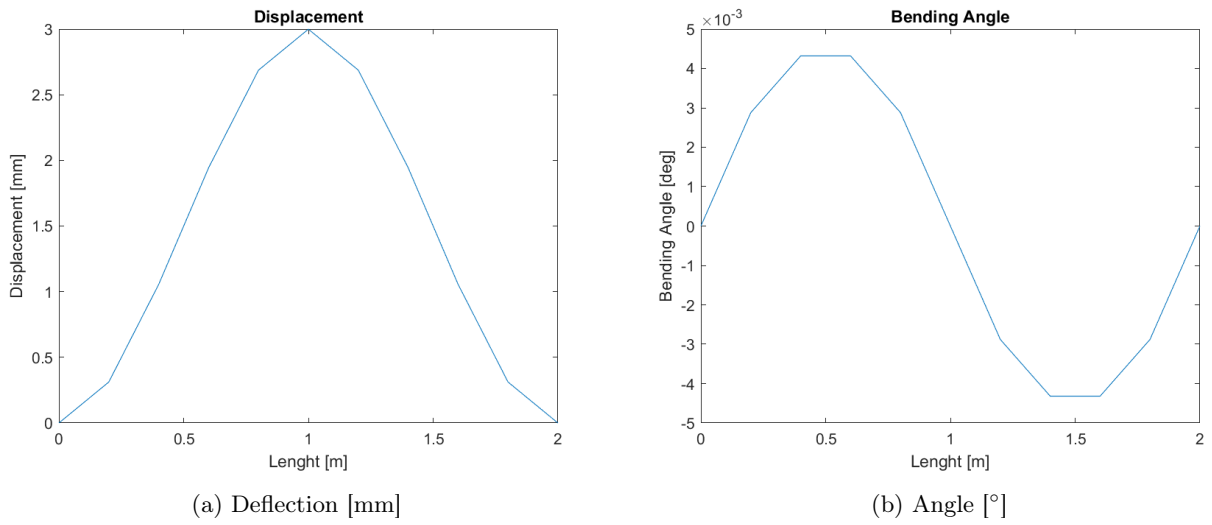 Displacement
3
2.5
2
1.5
1
0.5
0
Displacement [mm]
0 0.5 1 1.5 2
Lenght [m]
(a) Deflection [mm]
×10⁻³
Bending Angle
5
4
3
2
1
0
-1
-2
-3
-4
-5
Bending Angle [deg]
0 0.5 1 1.5 2
Lenght [m]
(b) Angle [°]